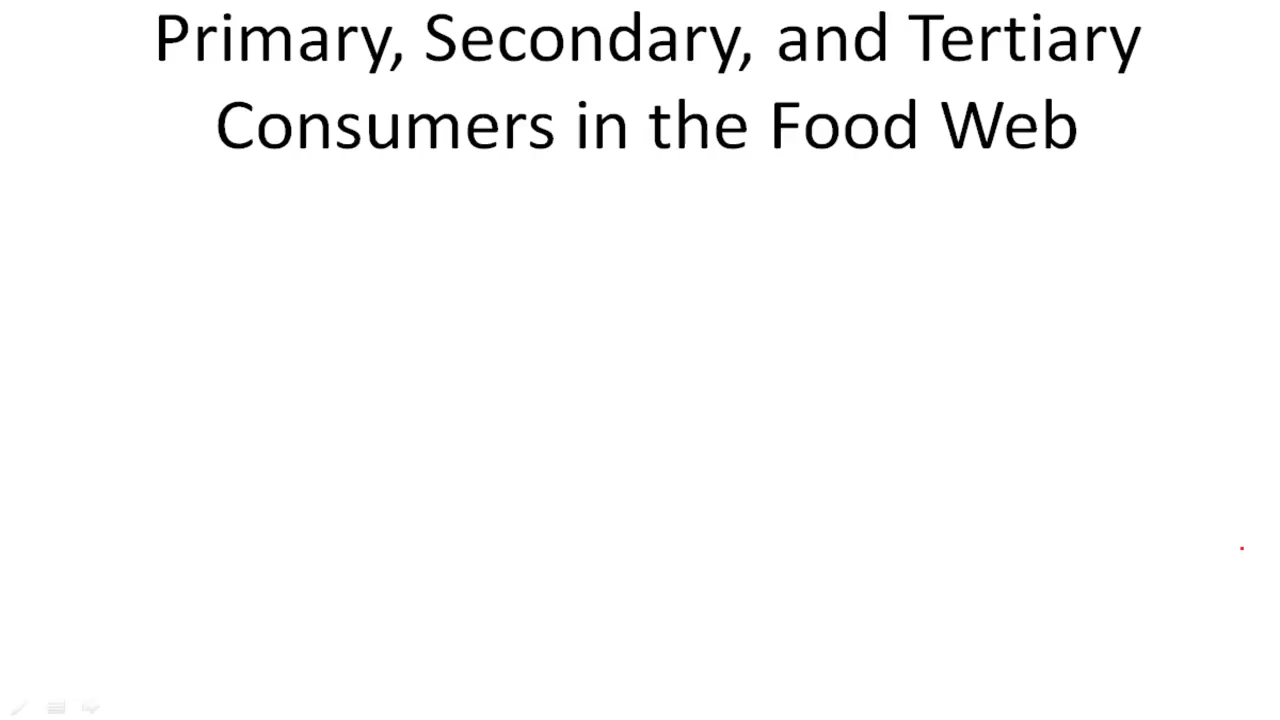 Primary, Secondary, and Tertiary
Consumers in the Food Web